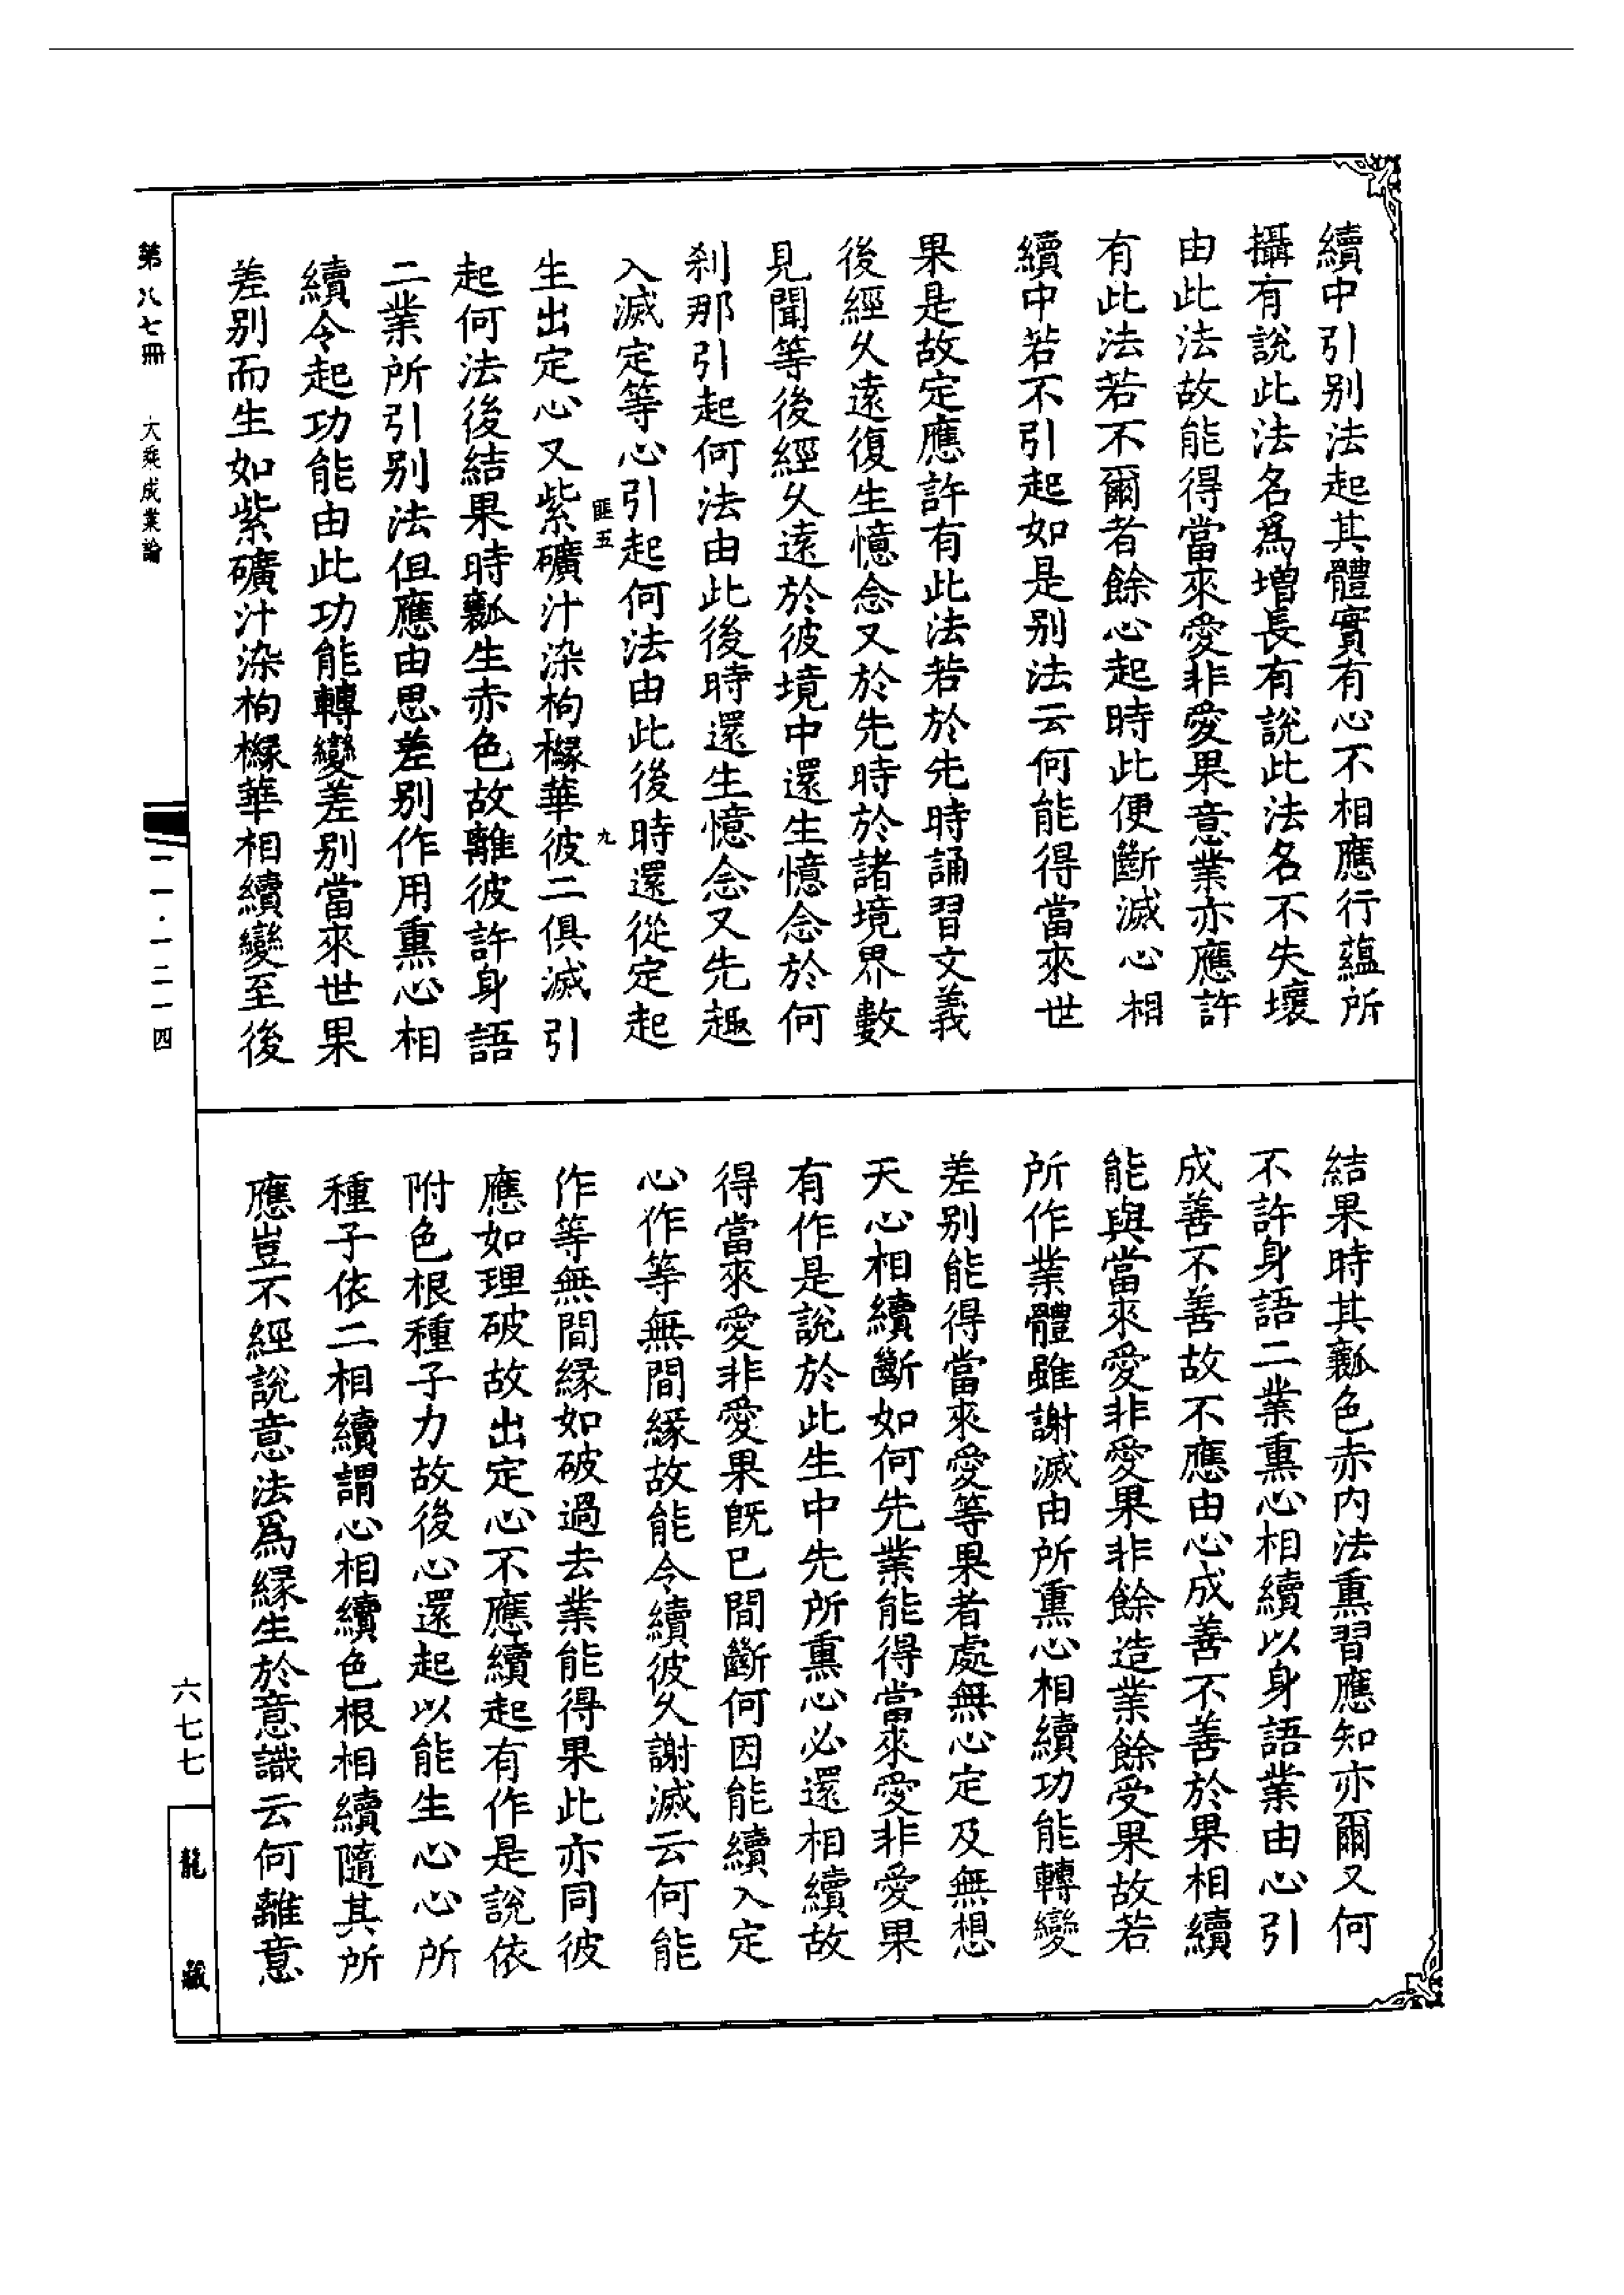 續中引别法起其體實有心不相應行蘊所
攝有說此法名爲增長有說此法名不失壞
由此法故能得當來愛非愛果意業亦應許
有此法若不爾者餘心起時此便斷滅心相
續中若不引起如是别法云何能得當來世
果是故定應許有此法若於先時誦習文義
後經久遠復生憶念又於先時於諸境界數
見聞等後經久遠於彼境中還生憶念於何
刹那引起何法由此後時還生憶念又先趣
入滅定等心引起何法由此後時還從定起
匪五
九
生出定心又紫礦汁染枸櫞華彼二俱滅引
起何法後結果時瓤生赤色故離彼許身語
二業所引别法但應由思差别作用熏心相
續令起功能由此功能轉變差别當來世果
差别而生如紫礦汁染枸櫞華相續變至後
結果時其瓤色赤内法熏習應知亦爾又何
不許身語二業熏心相續以身語業由心引
成善不善故不應由心成善不善於果相續
能與當來愛非愛果非餘造業餘受果故若
所作業體雖謝滅由所熏心相續功能轉變
差别能得當來愛等果者處無心定及無想
天心相續斷如何先業能得當來愛非愛果
有作是說於此生中先所熏心必還相續故
得當來愛非愛果旣已間斷何因能續入定
心作等無間緣故能令續彼久謝滅云何能
作等無間緣如破過去業能得果此亦同彼
應如理破故出定心不應續起有作是說依
附色根種子力故後心還起以能生心心所
種子依二相續謂心相續色根相續隨其所
應豈不經說意法爲緣生於意識云何離意
第八七冊
大乘成業論
一一·一二一四
六七七
龍藏